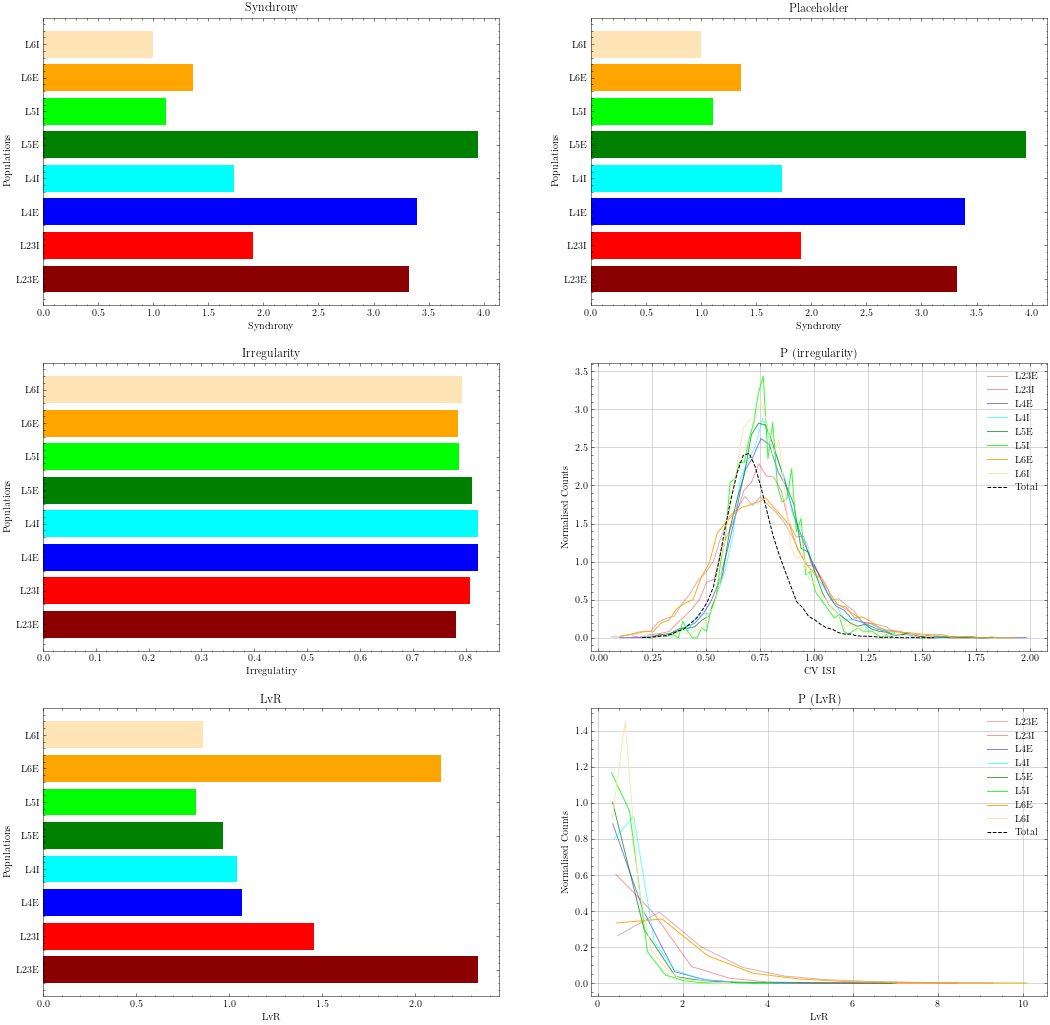 Synchrony
Populations
L6I
L6E
L5I
L5E
L4I
L4E
L23I
L23E
0.0 0.5 1.0 1.5 2.0 2.5 3.0 3.5 4.0
Synchrony
Placeholder
Populations
L6I
L6E
L5I
L5E
L4I
L4E
L23I
L23E
0.0 0.5 1.0 1.5 2.0 2.5 3.0 3.5 4.0
Synchrony
Irregularity
Populations
L6I
L6E
L5I
L5E
L4I
L4E
L23I
L23E
0.0 0.1 0.2 0.3 0.4 0.5 0.6 0.7 0.8
Irregulatiry
P (irregularity)
Normalised Counts
3.5
3.0
2.5
2.0
1.5
1.0
0.5
0.0
L23E
L23I
L4E
L4I
L5E
L5I
L6E
L6I
Total
0.00 0.25 0.50 0.75 1.00 1.25 1.50 1.75 2.00
CV ISI
LvR
Populations
L6I
L6E
L5I
L5E
L4I
L4E
L23I
L23E
0.0 0.5 1.0 1.5 2.0
LvR
P (LvR)
Normalised Counts
1.4
1.2
1.0
0.8
0.6
0.4
0.2
0.0
L23E
L23I
L4E
L4I
L5E
L5I
L6E
L6I
Total
0 2 4 6 8 10
LvR